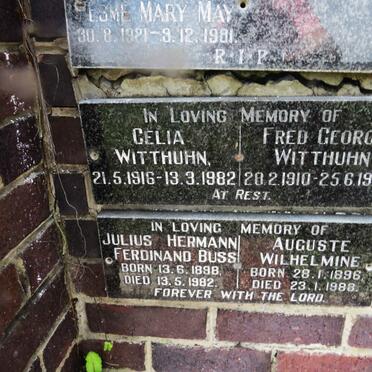 ESME MARY MAY
30.8.1921-9.12.1981.
R.I.P.
IN LOVING MEMORY OF
CELIA WITTHUHN,
21.5.1916-13.3.1982
FRED GEORG
WITTHUHN
20.2.1910-25.6.19
AT REST.
IN LOVING MEMORY OF
JULIUS HERMANN
FERDINAND BUSS
BORN 13.6.1898.
DIED 13.5.1982.
AUGUSTE
WILHELMINE
BORN 28.1.1896.
DIED 23.1.1988.
FOREVER WITH THE LORD.